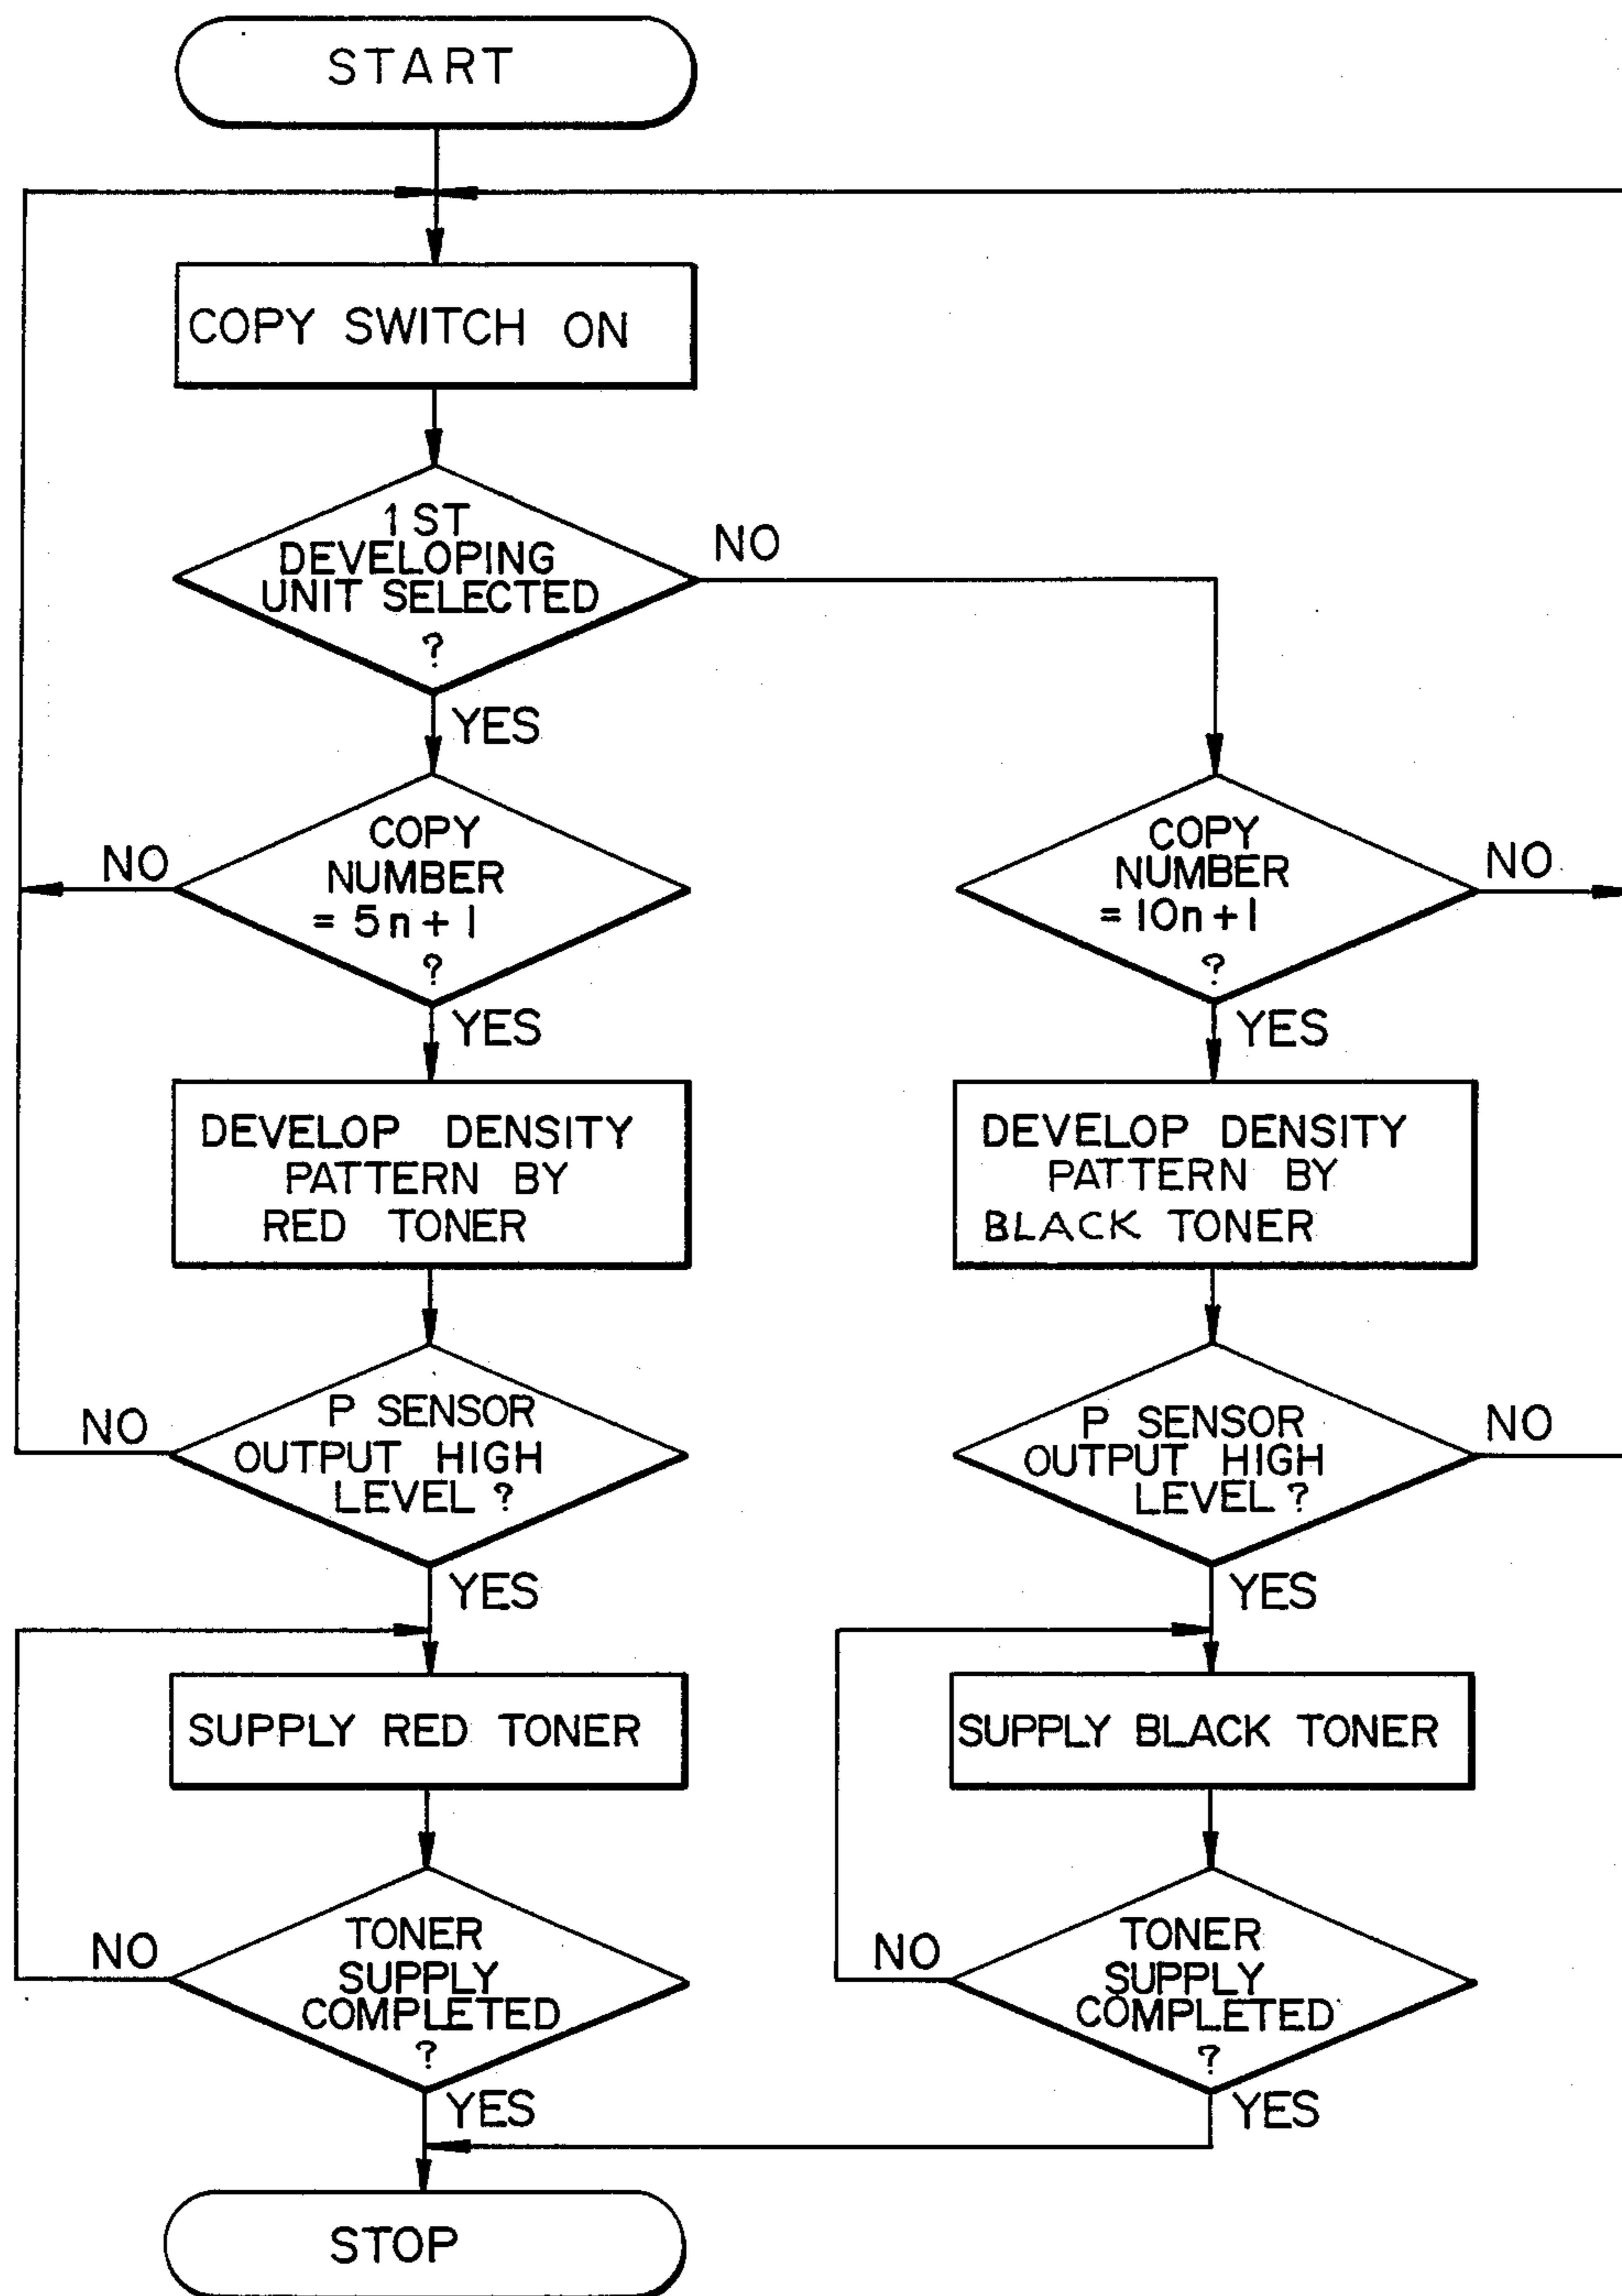 START
COPY SWITCH ON
1ST
DEVELOPING
UNIT SELECTED
?
NO
YES
COPY
NUMBER
= 5n+1
?
NO
YES
COPY
NUMBER
= 10n+1
?
NO
YES
DEVELOP DENSITY
PATTERN BY
RED TONER
DEVELOP DENSITY
PATTERN BY
BLACK TONER
P SENSOR
OUTPUT HIGH
LEVEL ?
NO
YES
P SENSOR
OUTPUT HIGH
LEVEL ?
NO
YES
SUPPLY RED TONER
SUPPLY BLACK TONER
TONER
SUPPLY
COMPLETED
?
NO
YES
TONER
SUPPLY
COMPLETED
?
NO
YES
STOP